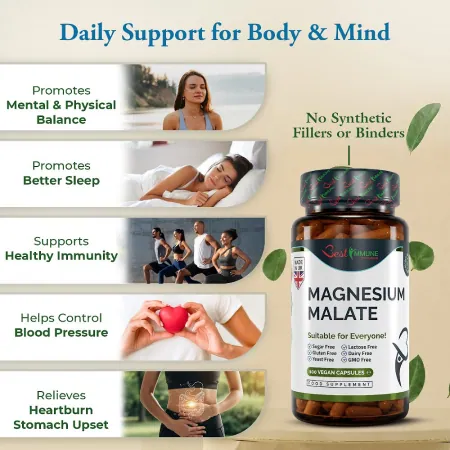 Daily Support for Body & Mind
Promotes
Mental & Physical
Balance
Promotes
Better Sleep
Supports
Healthy Immunity
Helps Control
Blood Pressure
Relieves
Heartburn
Stomach Upset
No Synthetic
Fillers or Binders
Best IMMUNE
MAGNESIUM
MALATE
Suitable for Everyone!
Sugar Free
Lactose Free
Gluten Free
Dairy Free
Yeast Free
GMO Free
VEGAN CAPSULES
FOOD SUPPLEMENT